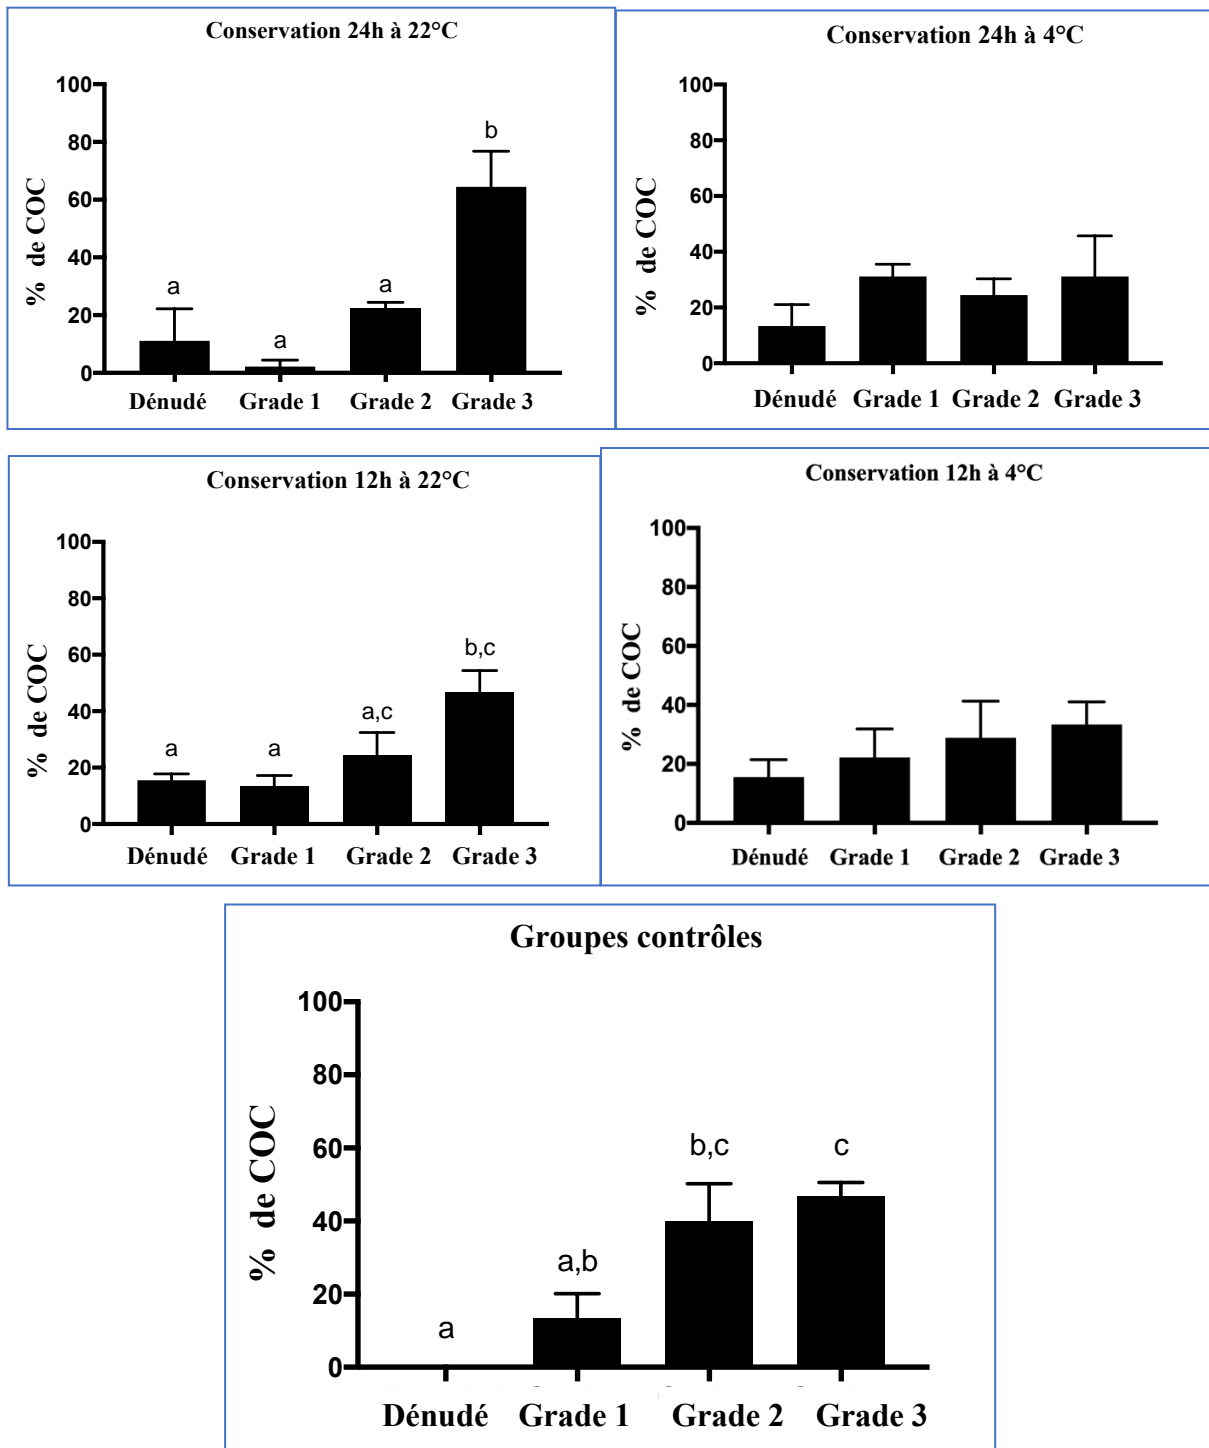 Conservation 24h à 22°C
100
80
60
40
20
0
% de COC
a
a
a
b
Dénudé Grade 1 Grade 2 Grade 3
Conservation 24h à 4°C
100
80
60
40
20
0
% de COC
Dénudé Grade 1 Grade 2 Grade 3
Conservation 12h à 22°C
100
80
60
40
20
0
% de COC
a
a
a,c
b,c
Dénudé Grade 1 Grade 2 Grade 3
Conservation 12h à 4°C
100
80
60
40
20
0
% de COC
Dénudé Grade 1 Grade 2 Grade 3
Groupes contrôles
100
80
60
40
20
0
% de COC
a
a,b
b,c
c
Dénudé Grade 1 Grade 2 Grade 3